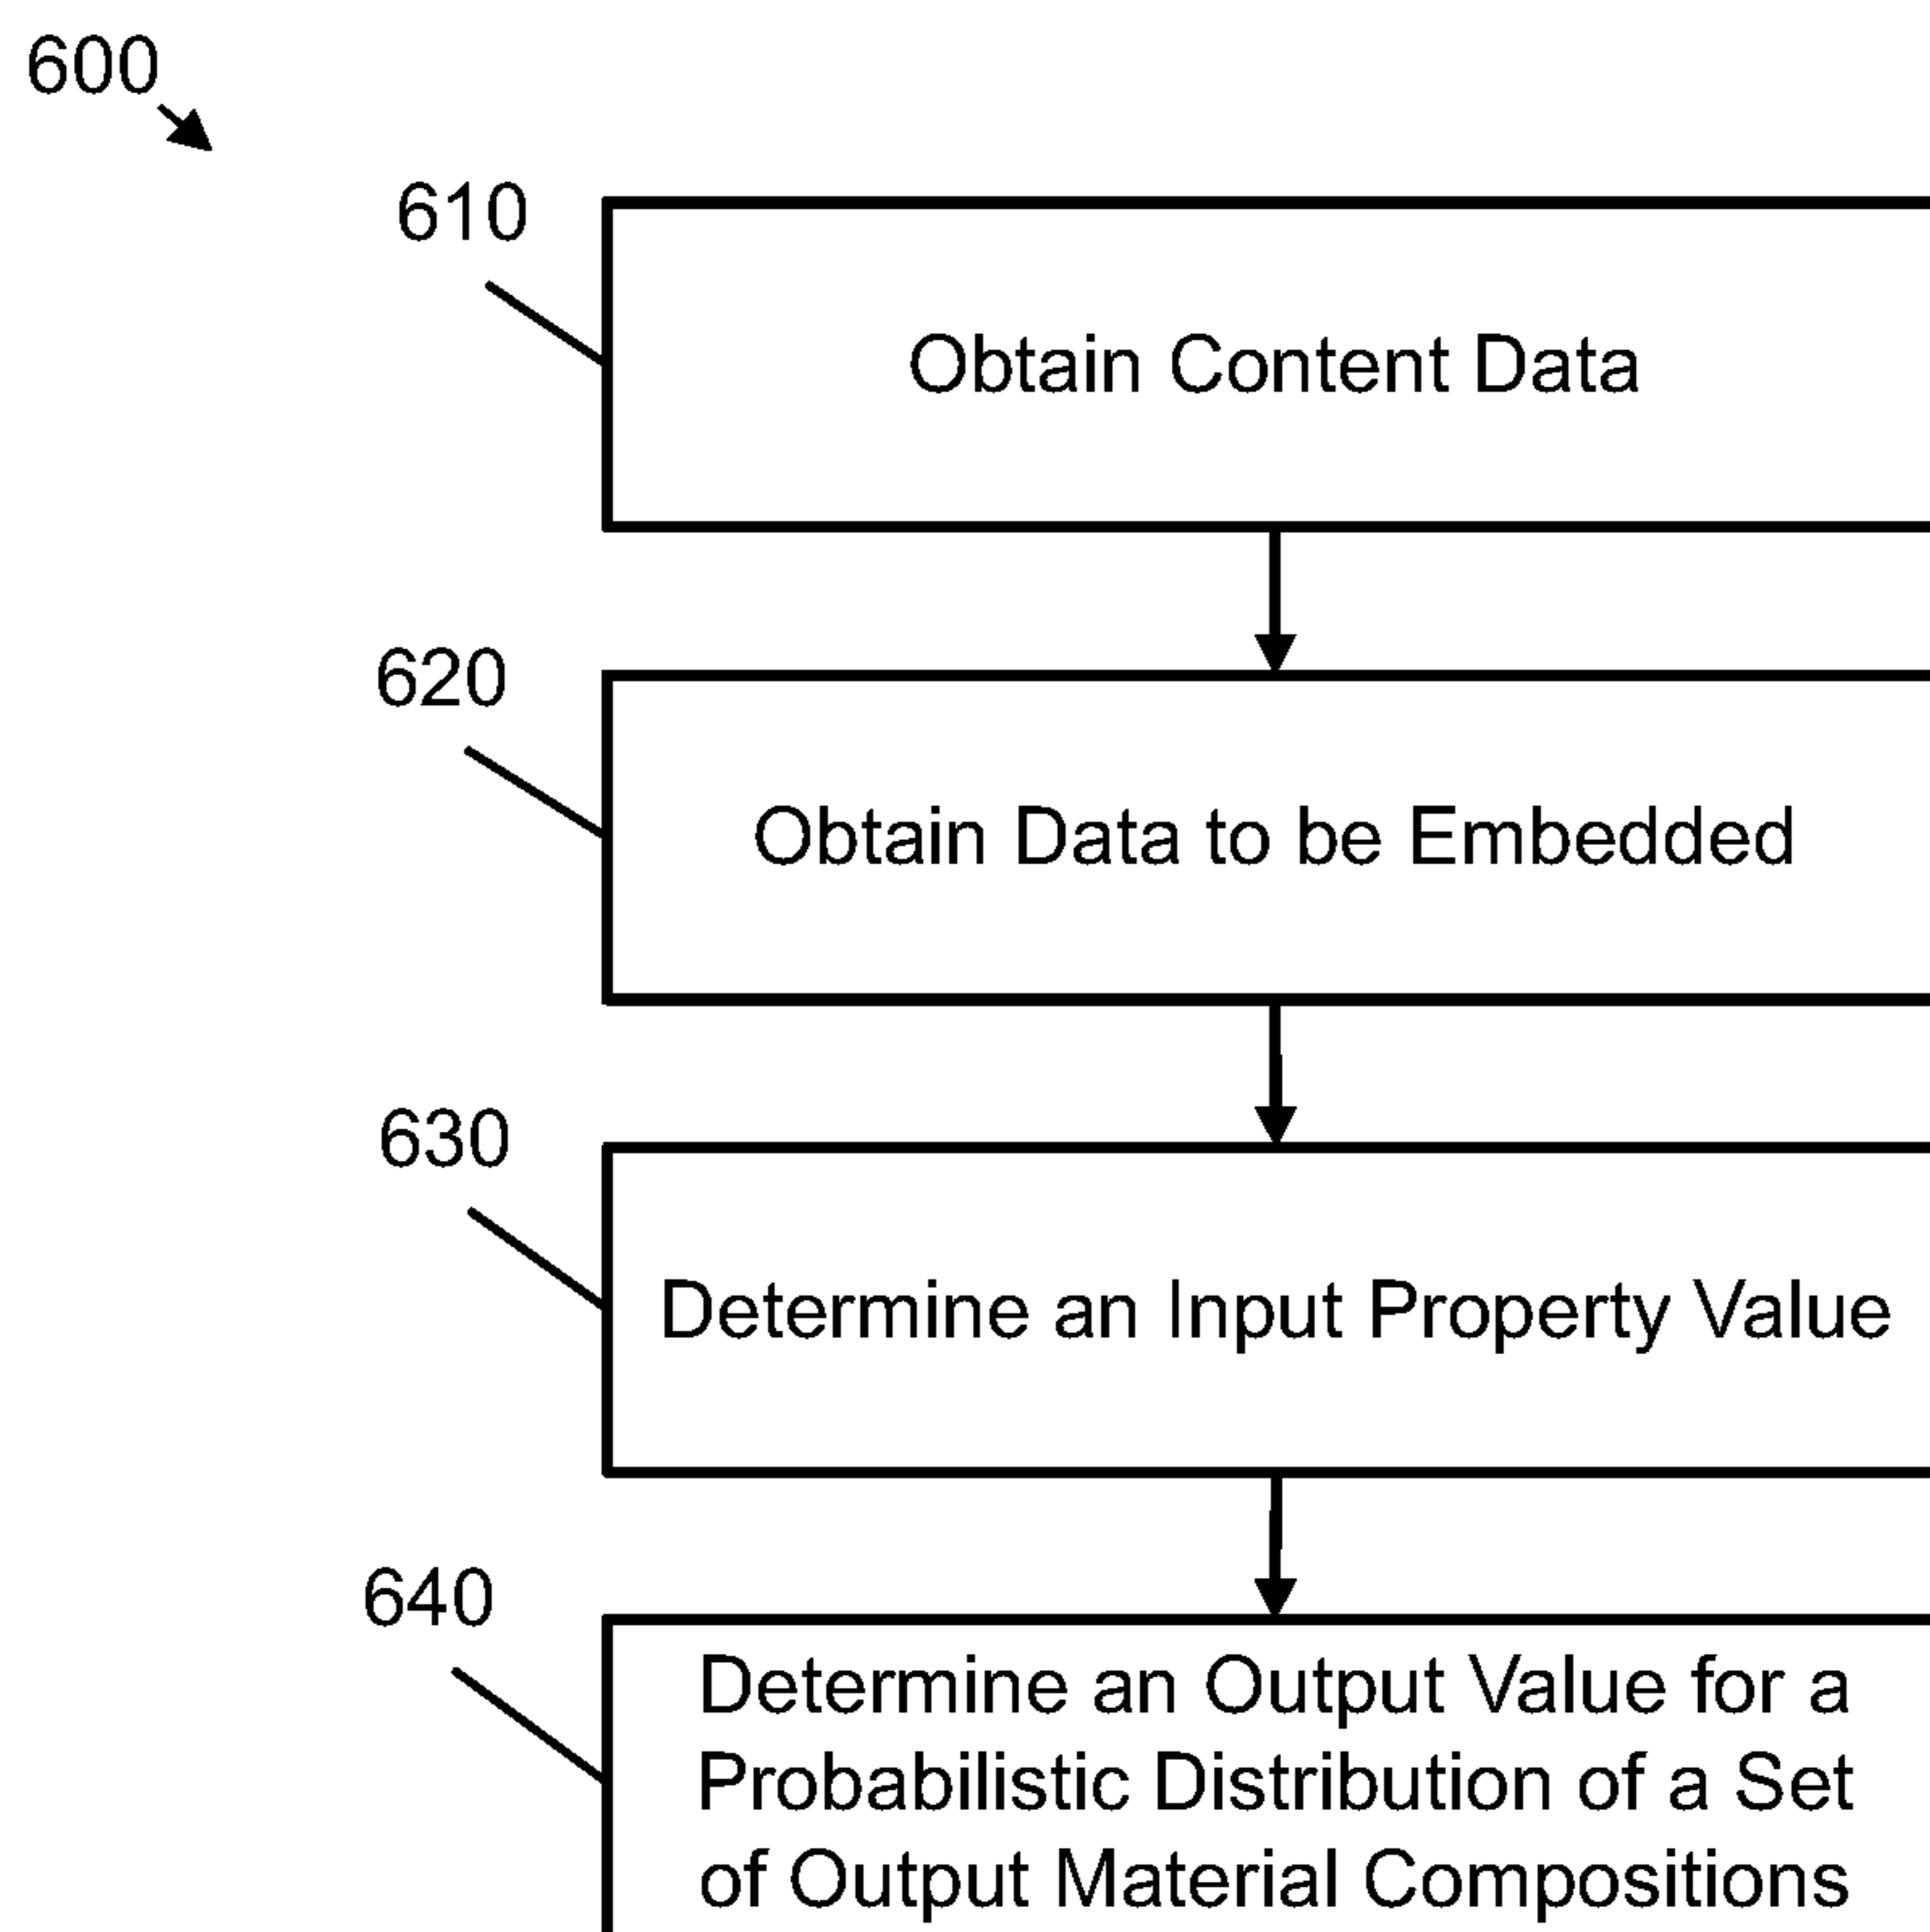 600
610
Obtain Content Data
620
Obtain Data to be Embedded
630
Determine an Input Property Value
640
Determine an Output Value for a
Probabilistic Distribution of a Set
of Output Material Compositions